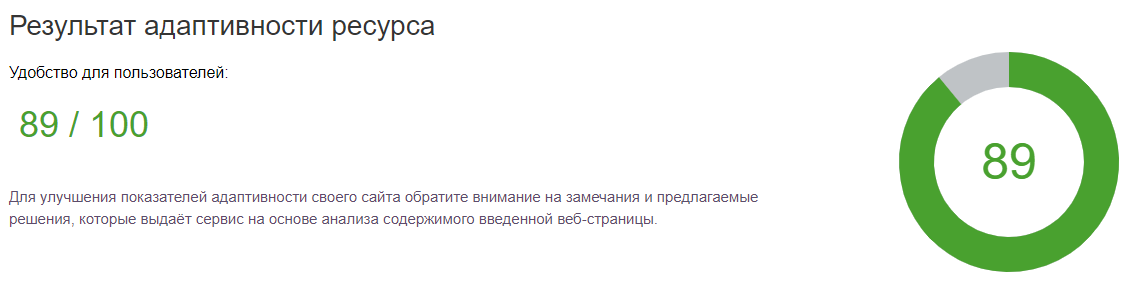 Результат адаптивности ресурса
Удобство для пользователей:
89 / 100
89
Для улучшения показателей адаптивности своего сайта обратите внимание на замечания и предлагаемые
решения, которые выдаёт сервис на основе анализа содержимого введенной веб-страницы.